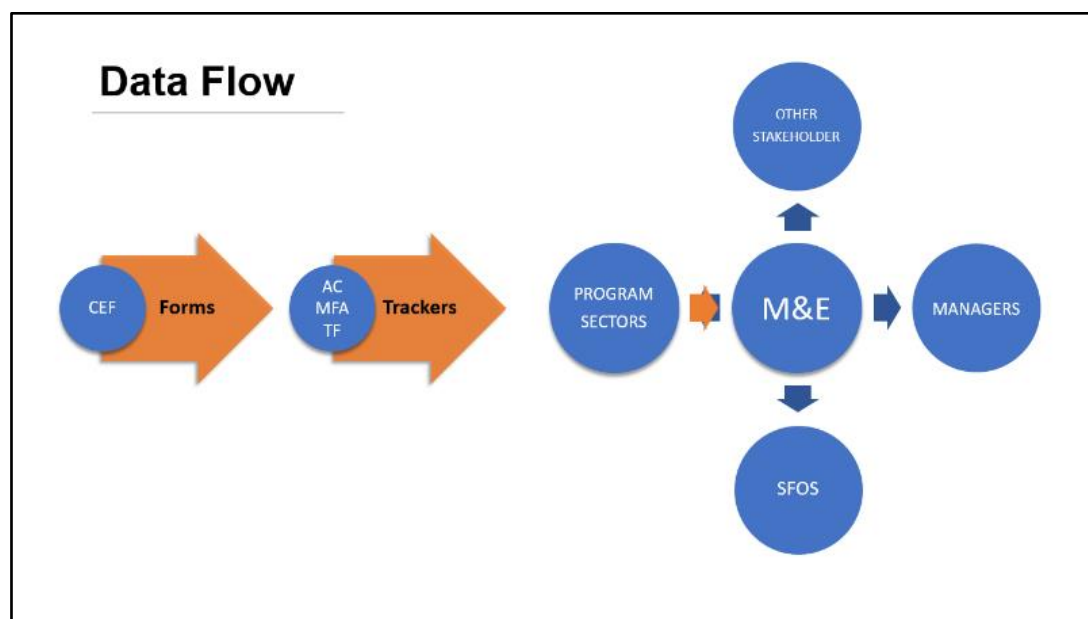 Data Flow
OTHER
STAKEHOLDER
CEF
Forms
AC
MFA
TF
Trackers
PROGRAM
SECTORS
M&E
MANAGERS
SFOS